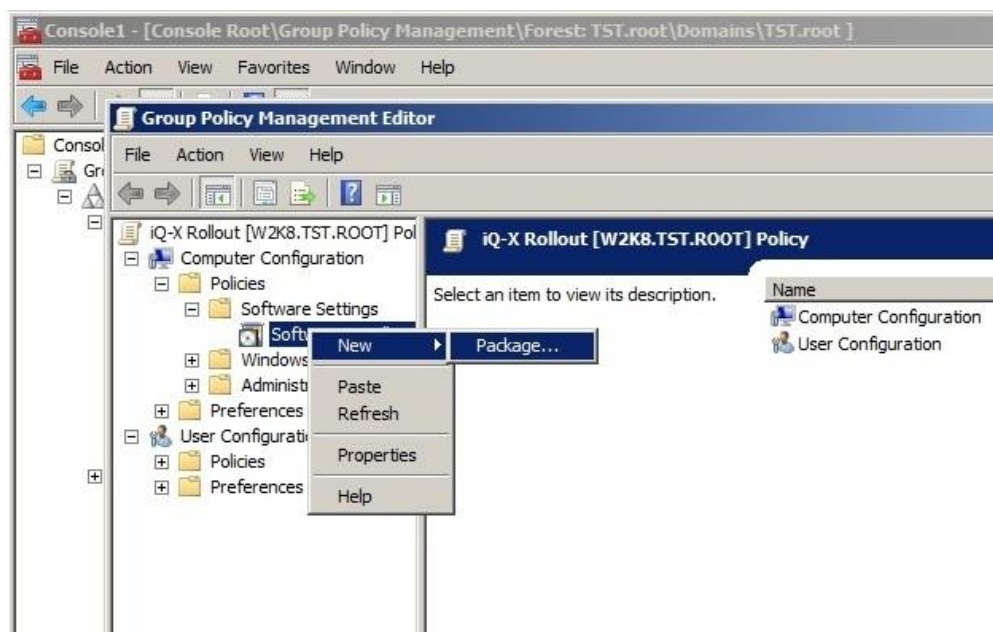 Console1 - [Console Root\Group Policy Management\Forest: TST.root\Domains\TST.root ]
File Action View Favorites Window Help
Group Policy Management Editor
Consol
File Action View Help
Gr
iQ-X Rollout [W2K8.TST.ROOT] Pol
iQ-X Rollout [W2K8.TST.ROOT] Policy
Computer Configuration
Policies
Select an item to view its description.
Name
Software Settings
Computer Configuration
Softw
New
Package...
User Configuration
Windows
Administ
Paste
Preferences
Refresh
User Configurati
Policies
Properties
Preferences
Help